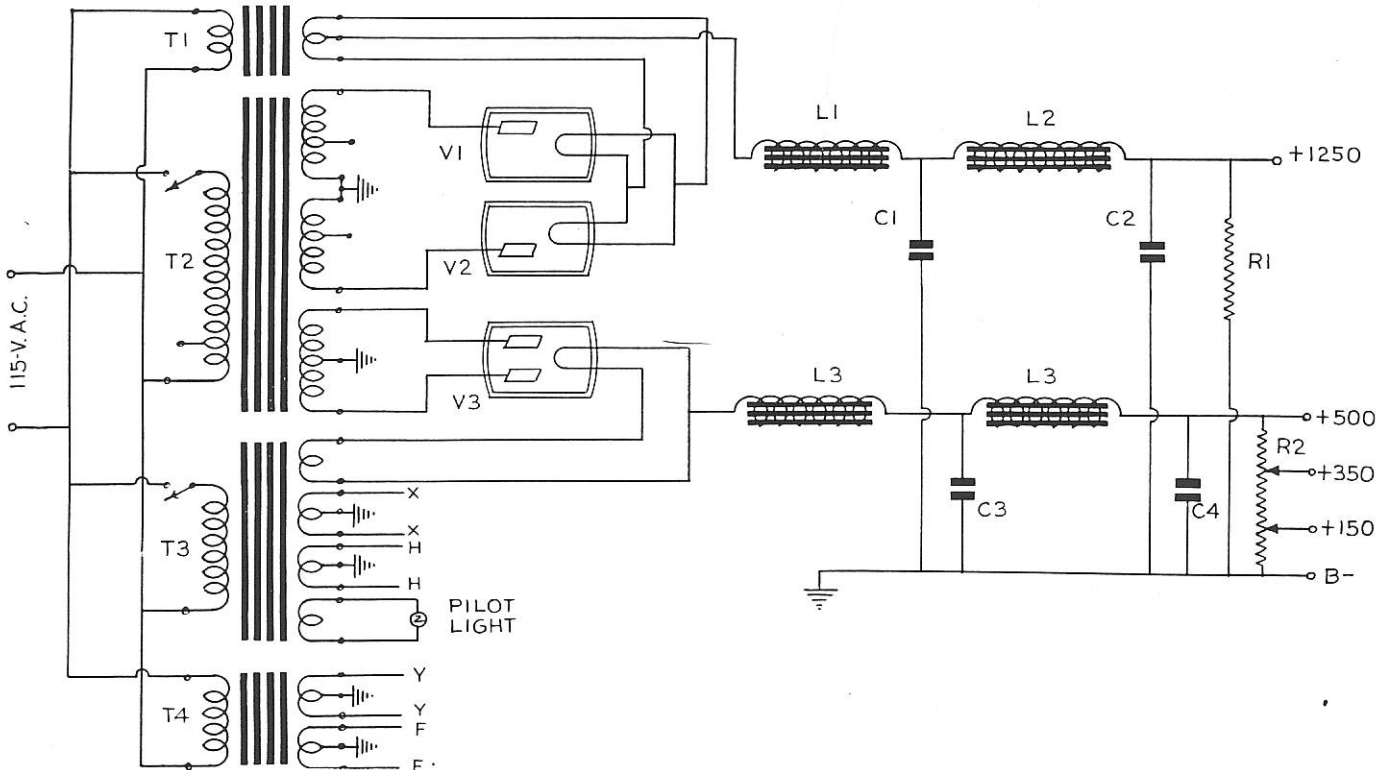 T1
L1
L2
+1250
V1
C1
C2
T2
V2
R1
115-V. A.C.
L3
L3
V3
+500
R2
+350
X
C3
C4
+150
X
T3
H
H
B-
PILOT
LIGHT
Y
T4
Y
F